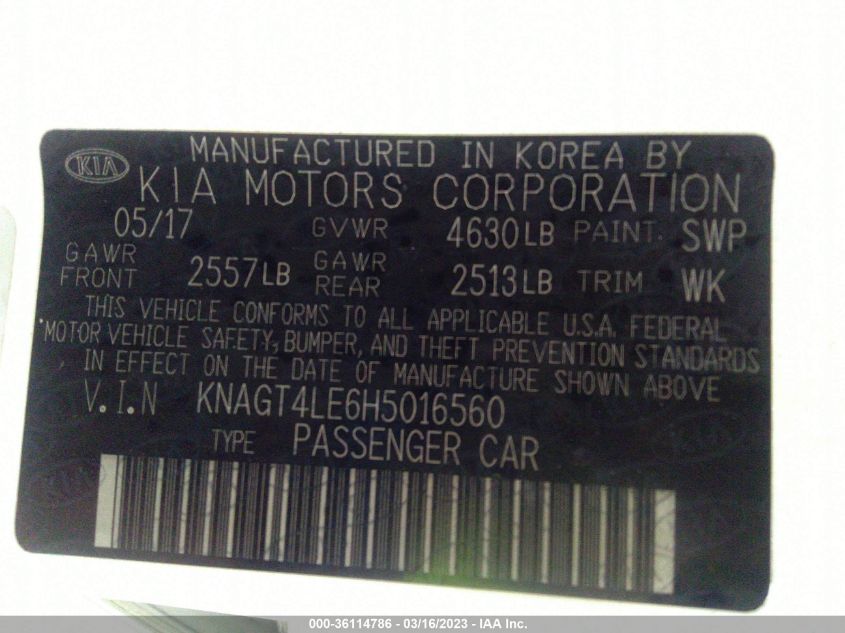 KIA
MANUFACTURED IN KOREA BY
KIA MOTORS CORPORATION
05/17 GVWR 4630LB PAINT: SWP
GAWR FRONT 2557LB GAWR REAR 2513LB TRIM WK
THIS VEHICLE CONFORMS TO ALL APPLICABLE U.S.A. FEDERAL
MOTOR VEHICLE SAFETY, BUMPER, AND THEFT PREVENTION STANDARDS
IN EFFECT ON THE DATE OF MANUFACTURE SHOWN ABOVE
V.I.N KNAGT4LE6H5016560
TYPE PASSENGER CAR
000-36114786 - 03/16/2023 - IAA Inc.